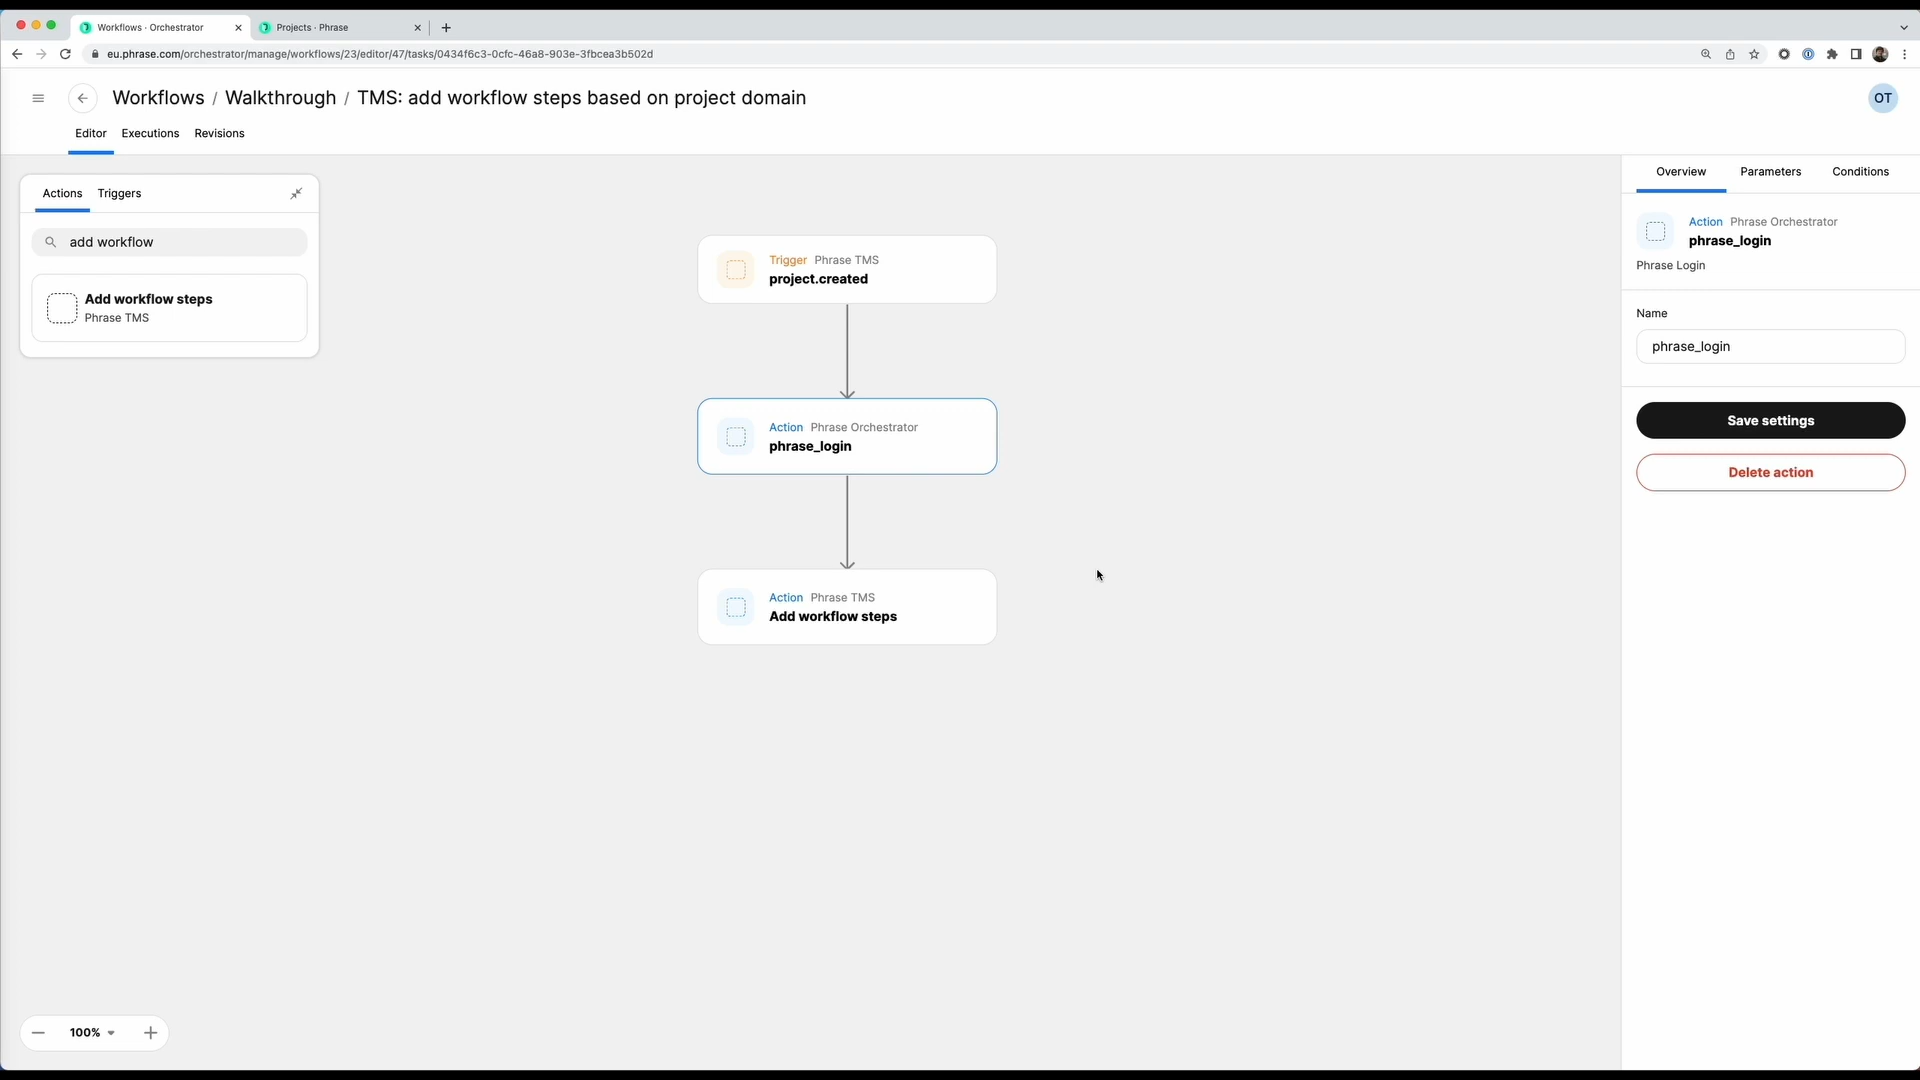 Workflows · Orchestrator
Projects · Phrase
eu.phrase.com/orchestrator/manage/workflows/23/editor/47/tasks/0434f6c3-0cfc-46a8-903e-3fbcea3b502d
Workflows / Walkthrough / TMS: add workflow steps based on project domain
OT
Editor Executions Revisions
Actions Triggers
add workflow
Add workflow steps
Phrase TMS
Trigger Phrase TMS
project.created
Action Phrase Orchestrator
phrase_login
Action Phrase TMS
Add workflow steps
100%
Overview Parameters Conditions
Action Phrase Orchestrator
phrase_login
Phrase Login
Name
phrase_login
Save settings
Delete action